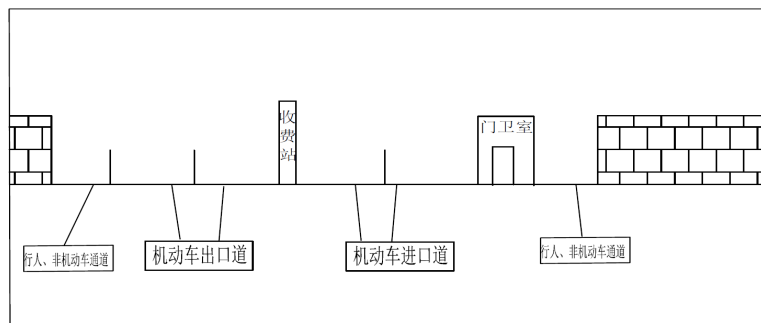 收
费
站
门卫室
行人、非机动车通道
机动车出口道
机动车进口道
行人、非机动车通道